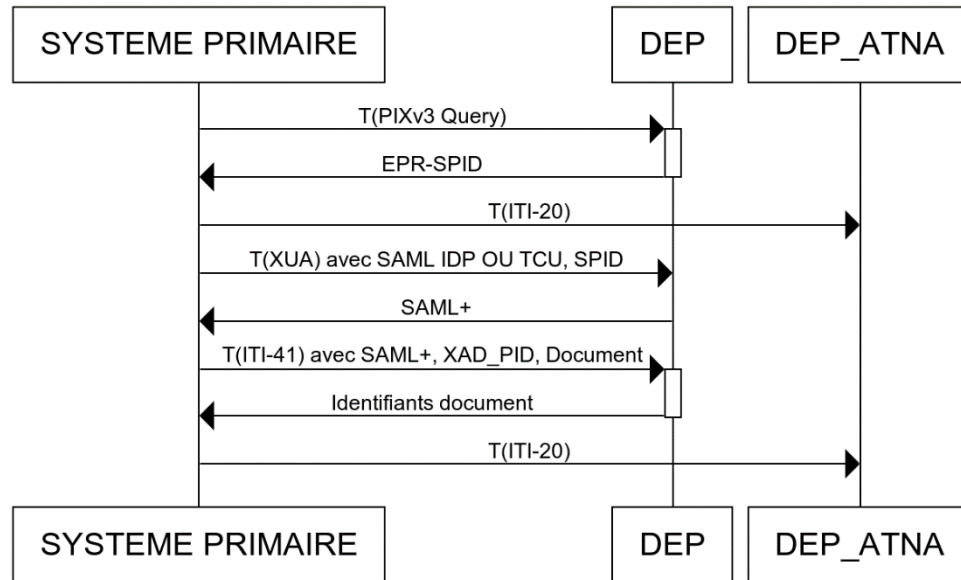 SYSTEME PRIMAIRE
DEP
DEP_ATNA
T(PIXv3 Query)
EPR-SPID
T(ITI-20)
T(XUA) avec SAML IDP OU TCU, SPID
SAML+
T(ITI-41) avec SAML+, XAD_PID, Document
Identifiants document
T(ITI-20)
SYSTEME PRIMAIRE
DEP
DEP_ATNA